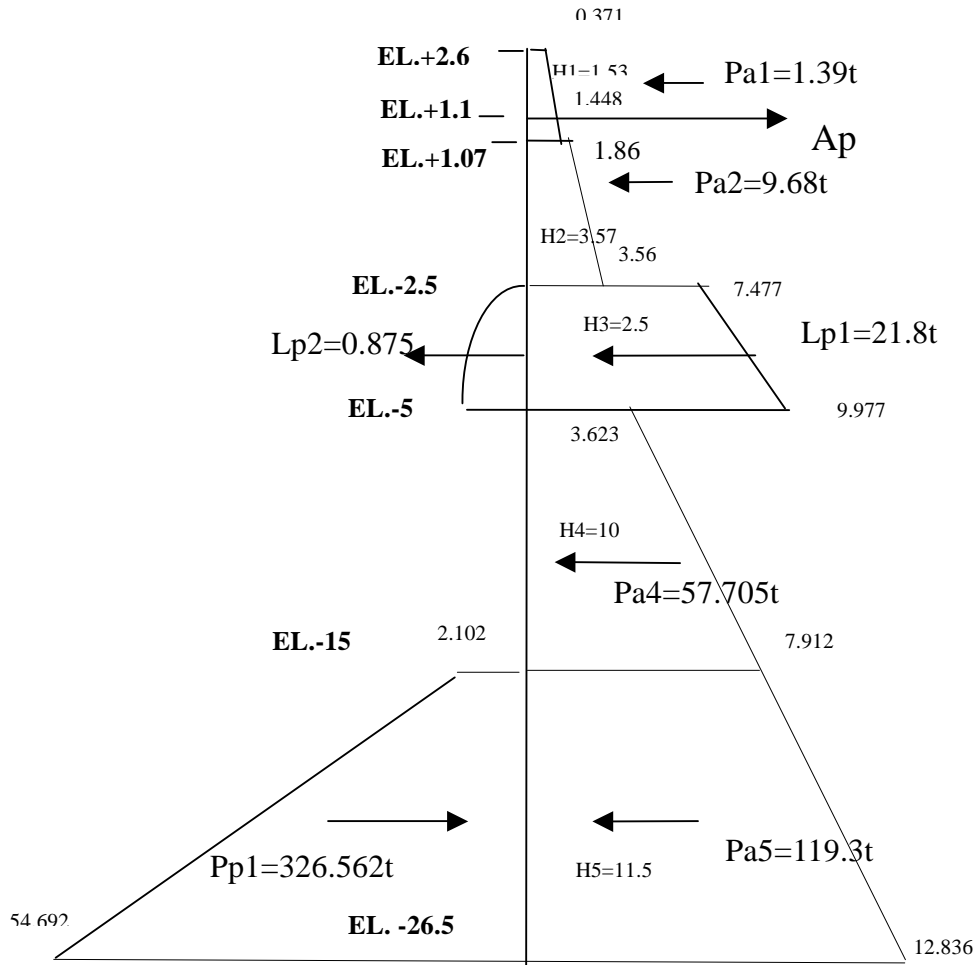 0.371
EL.+2.6
H1=1.53
Pa1=1.39t
EL.+1.1
1.448
Ap
EL.+1.07
1.86
Pa2=9.68t
H2=3.57
3.56
EL.-2.5
7.477
H3=2.5
Lp2=0.875
Lp1=21.8t
EL.-5
9.977
3.623
H4=10
Pa4=57.705t
EL.-15
2.102
7.912
Pp1=326.562t
H5=11.5
Pa5=119.3t
54.692
EL. -26.5
12.836